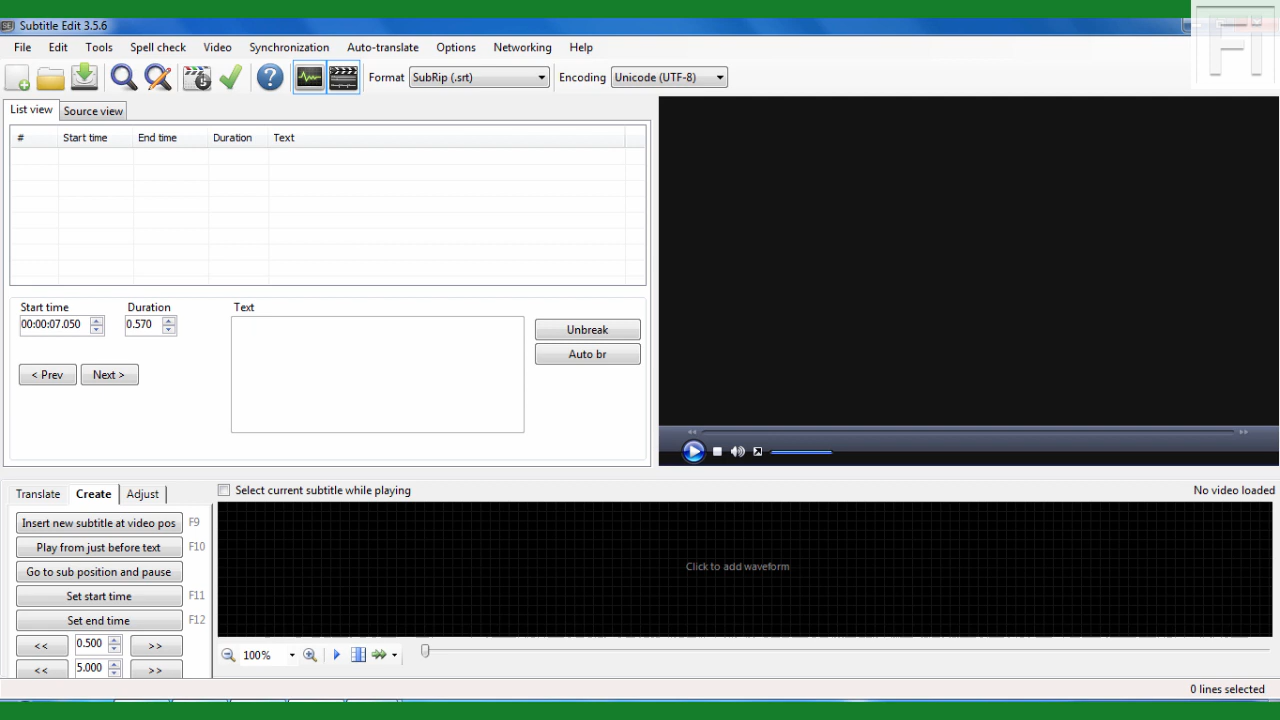 Subtitle Edit 3.5.6
File Edit Tools Spell check Video Synchronization Auto-translate Options Networking Help
Format SubRip (.srt) Encoding Unicode (UTF-8)
List view Source view
# Start time End time Duration Text
Start time Duration Text
00:00:07.050 0.570
Unbreak
Auto br
< Prev Next >
Translate Create Adjust
Select current subtitle while playing
No video loaded
Insert new subtitle at video pos F9
Play from just before text F10
Go to sub position and pause
Set start time F11
Set end time F12
<< 0.500 >>
<< 5.000 >>
Click to add waveform
100%
0 lines selected